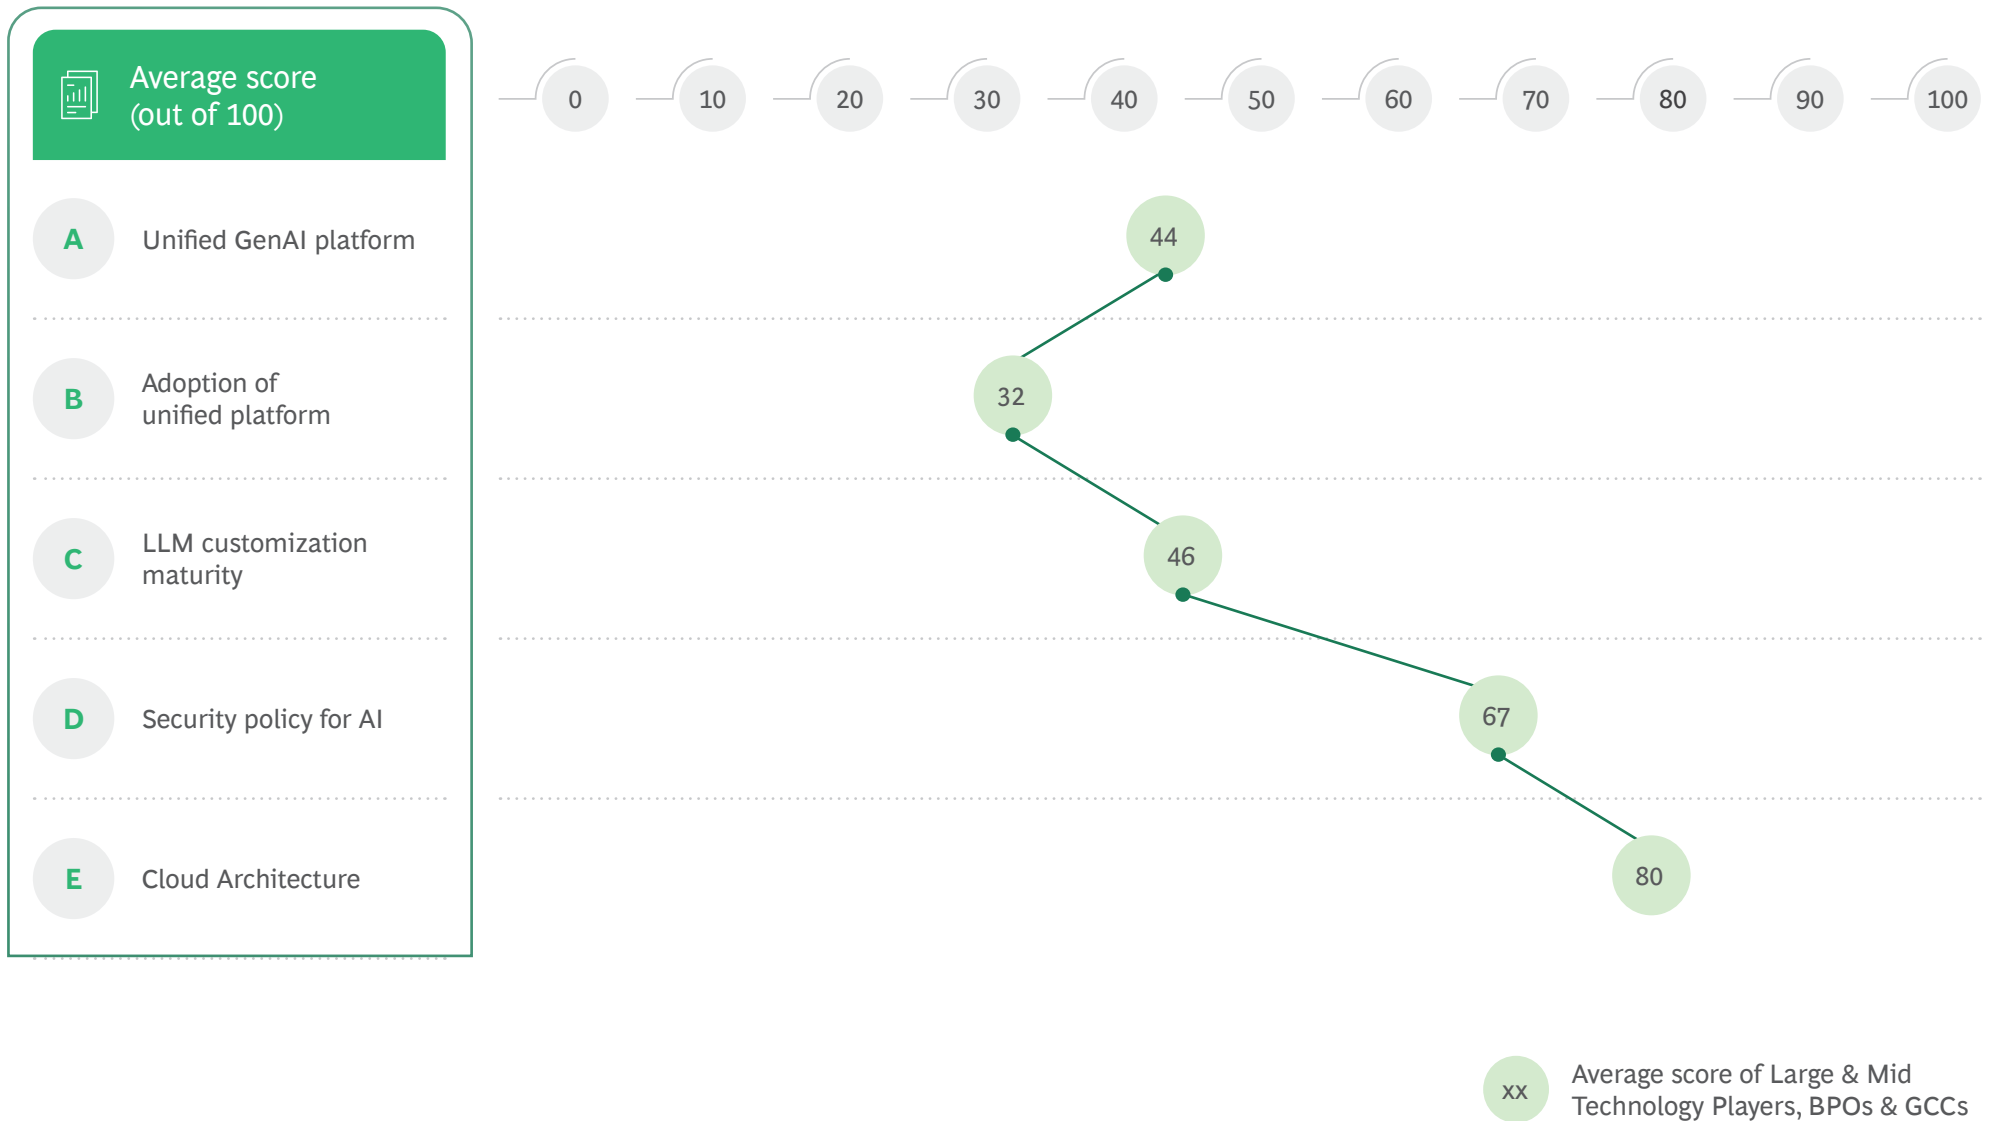 Average score
(out of 100)
0 10 20 30 40 50 60 70 80 90 100
A Unified GenAI platform
44
B Adoption of
unified platform
32
C LLM customization
maturity
46
D Security policy for AI
67
E Cloud Architecture
80
xx Average score of Large & Mid
Technology Players, BPOs & GCCs